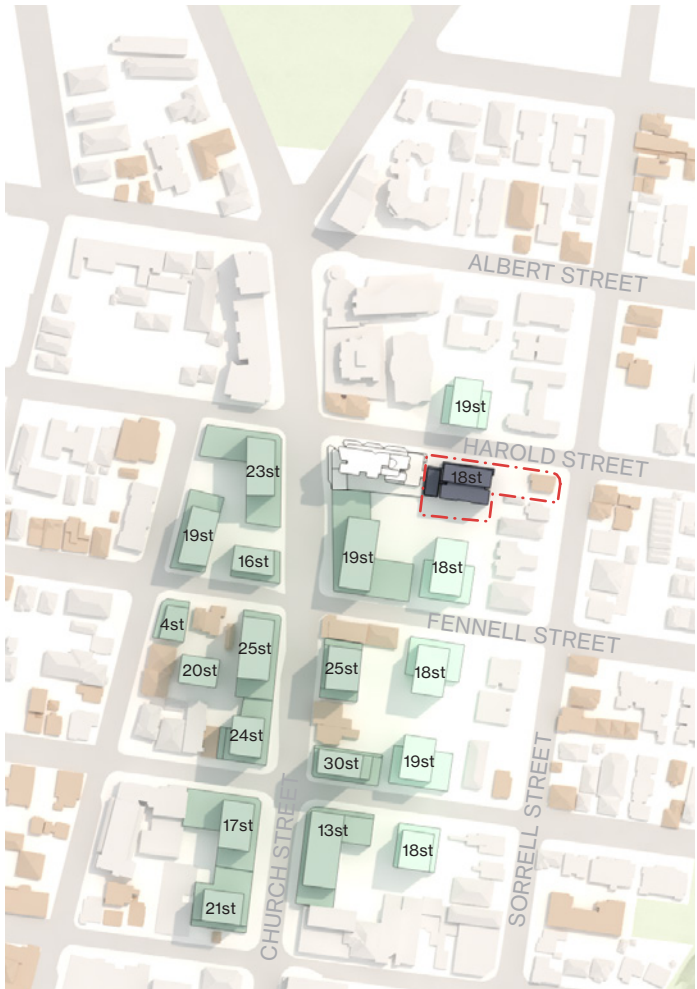 ALBERT STREET
19st
HAROLD STREET
23st
18st
19st
16st
19st
18st
4st
25st
20st
24st
FENNELL STREET
25st
18st
30st
19st
17st
13st
18st
21st
CHURCH STREET
SORRELL STREET